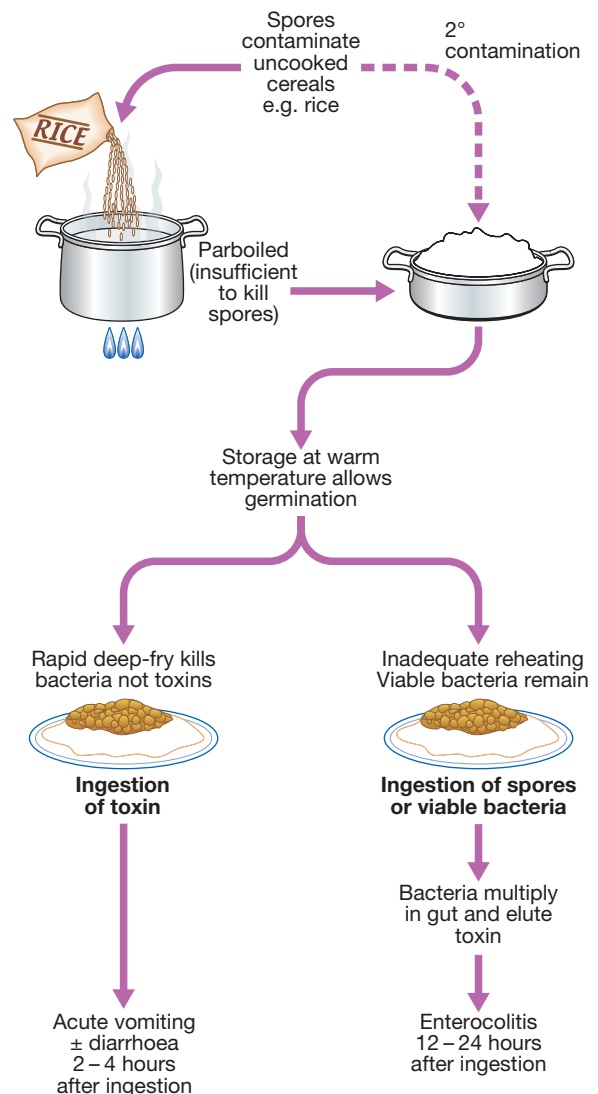 Spores
contaminate
uncooked
cereals
e.g. rice
2°
contamination
RICE
Parboiled
(insufficient
to kill
spores)
Storage at warm
temperature allows
germination
Rapid deep-fry kills
bacteria not toxins
Ingestion
of toxin
Acute vomiting
± diarrhoea
2 – 4 hours
after ingestion
Inadequate reheating
Viable bacteria remain
Ingestion of spores
or viable bacteria
Bacteria multiply
in gut and elute
toxin
Enterocolitis
12 – 24 hours
after ingestion